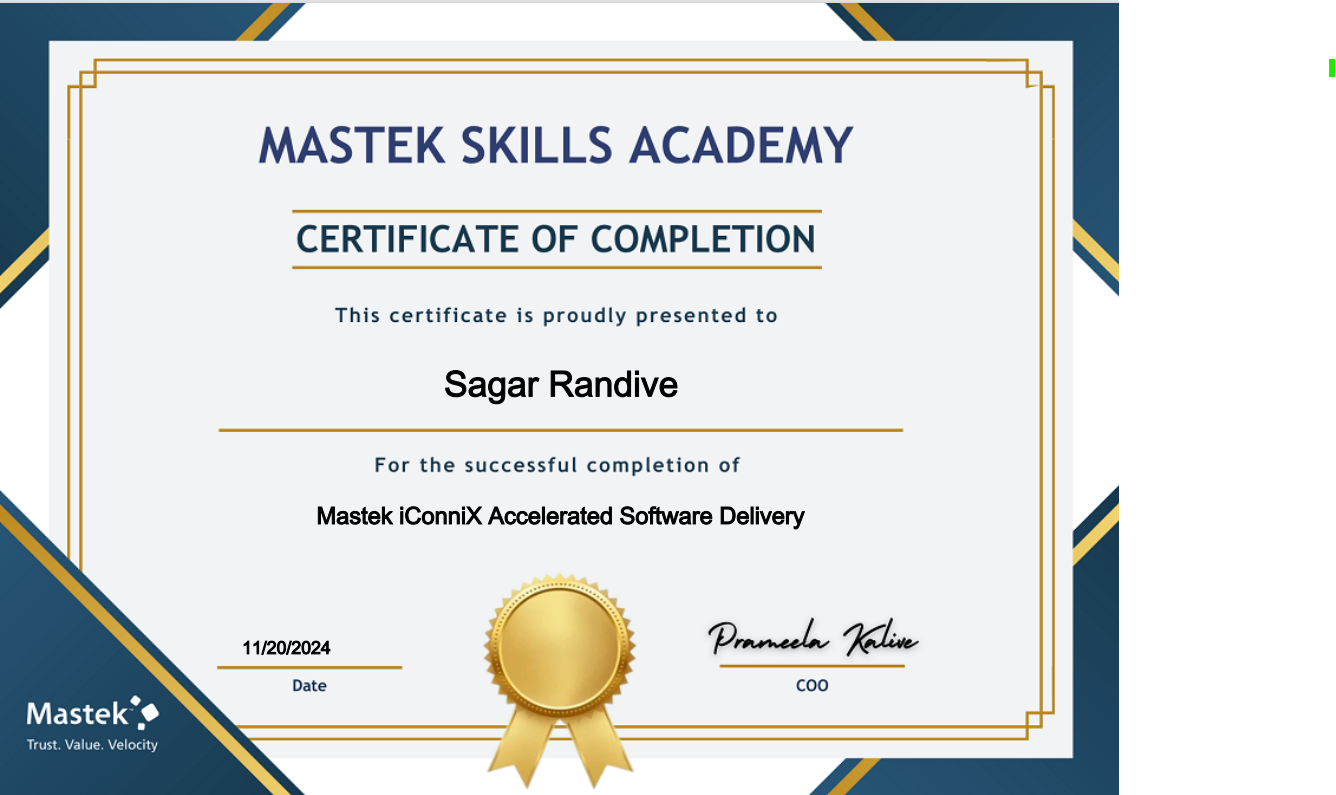 MASTEK SKILLS ACADEMY
CERTIFICATE OF COMPLETION
This certificate is proudly presented to
Sagar Randive
For the successful completion of
Mastek iConniX Accelerated Software Delivery
11/20/2024
Date
Prameela Kalive
COO
Mastek™
Trust. Value. Velocity